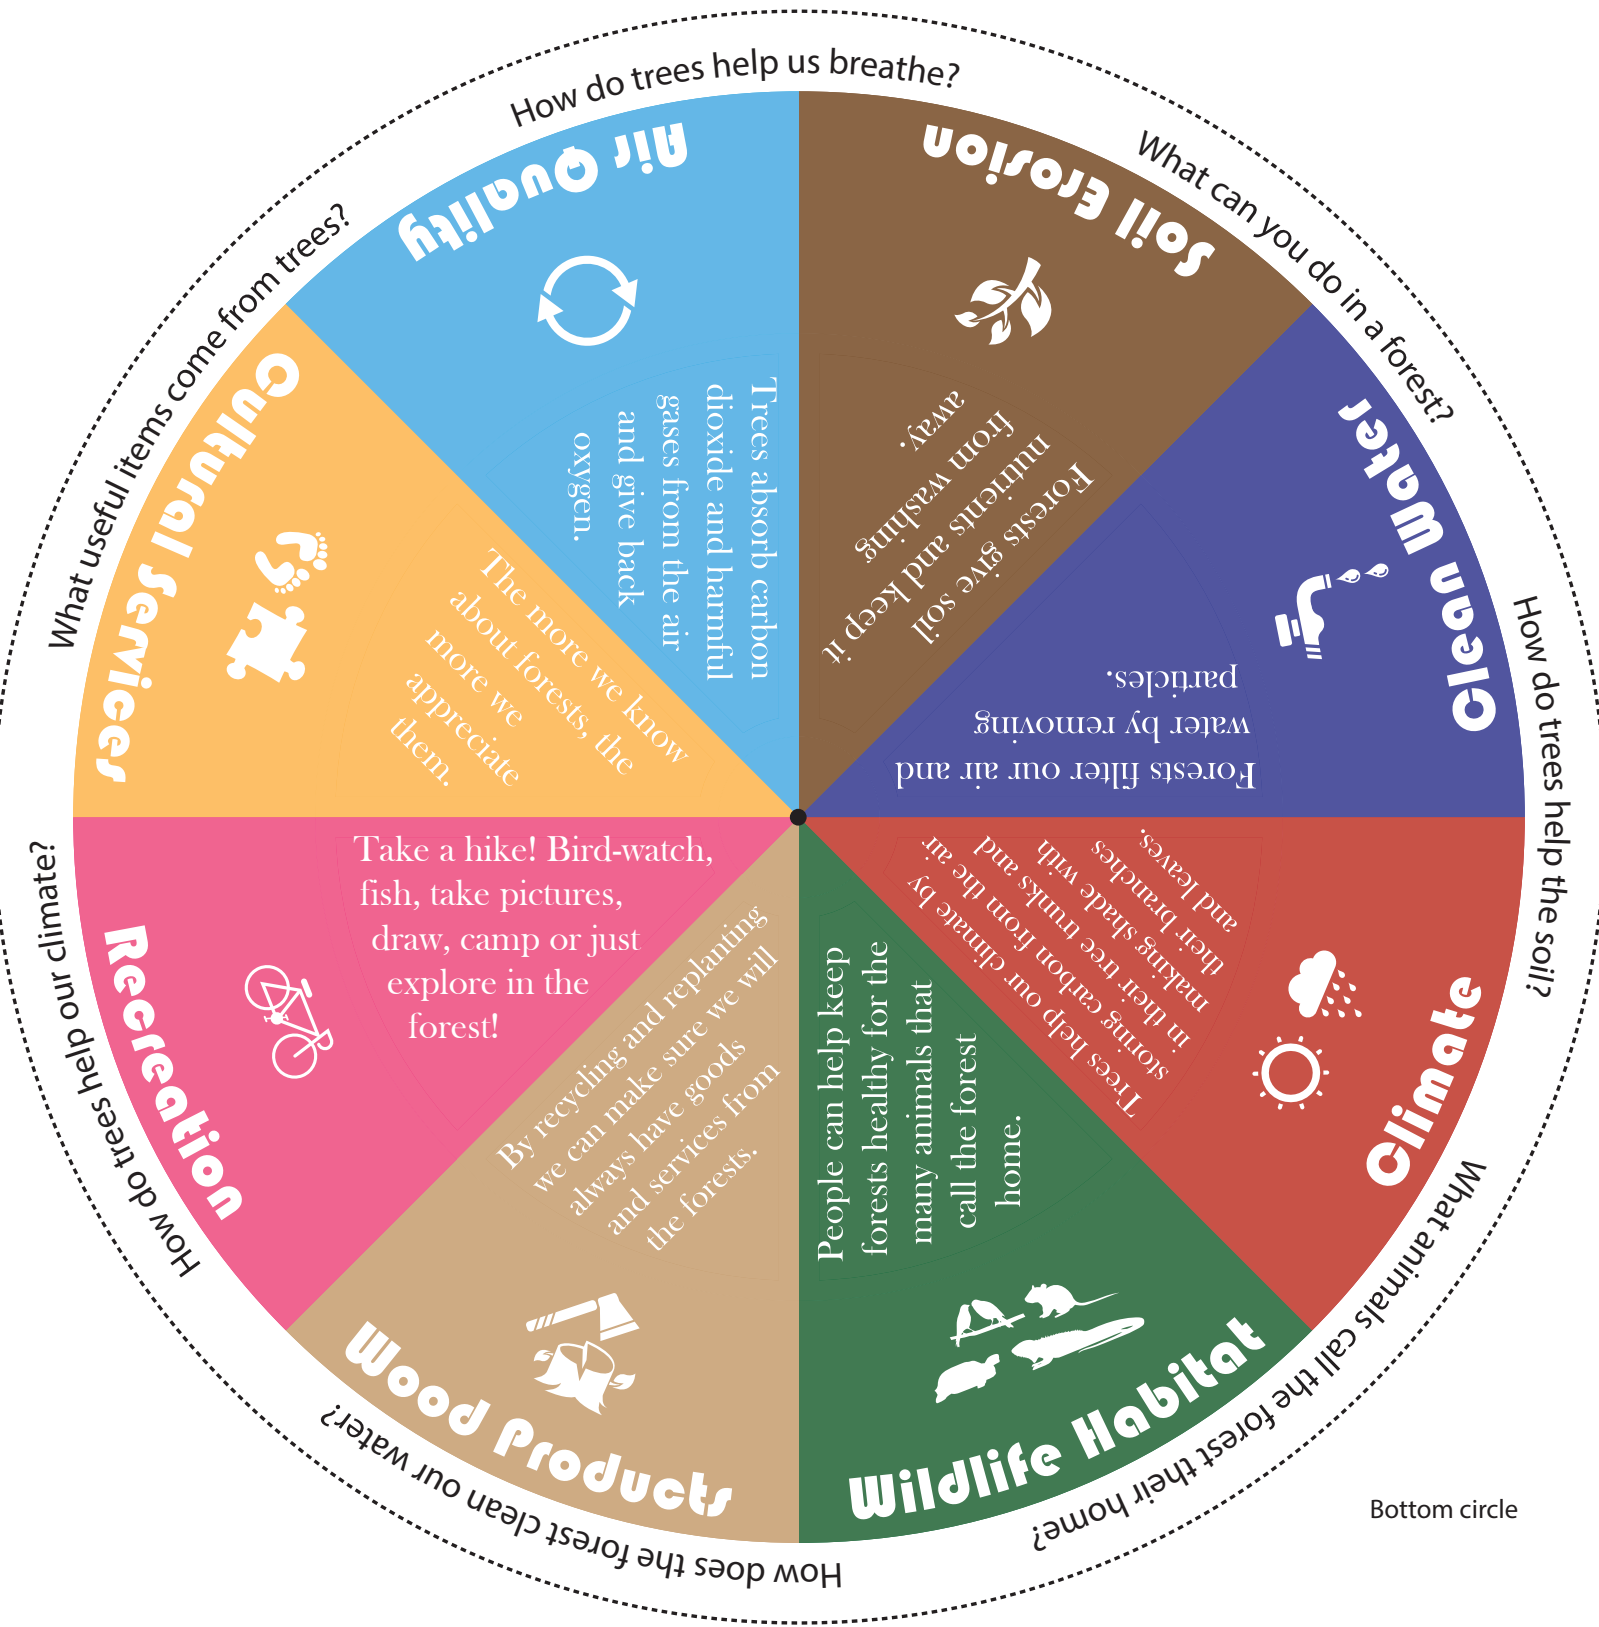 How do trees help us breathe?
What can you do in a forest?
How do trees help the soil?
What animals call the forest their home?
How does the forest clean our water?
How do trees help our climate?
What useful items come from trees?
Air Quality
Trees absorb carbon
dioxide and harmful
gases from the air
and give back
oxygen.
Soil Erosion
Forests give soil
nutrients and keep it
from washing
away.
Clean Water
Forests filter our air and
water by removing
particles.
Climate
Trees help our climate by
storing carbon from the air
in their tree trunks and
making shade with
their branches
and leaves.
Wildlife Habitat
People can help keep
forests healthy for the
many animals that
call the forest
home.
Wood Products
By recycling and replanting
we can make sure we will
always have goods
and services from
the forests.
Recreation
Take a hike! Bird-watch,
fish, take pictures,
draw, camp or just
explore in the
forest!
Cultural Services
The more we know
about forests, the
more we
appreciate
them.
Bottom circle